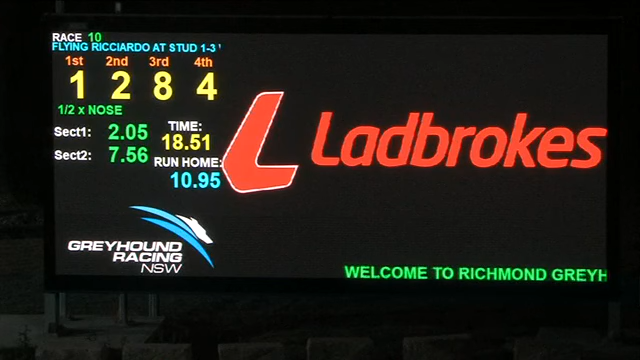 RACE 10
FLYING RICCIARDO AT STUD 1-3
1st 2nd 3rd 4th
1 2 8 4
1/2 x NOSE
Sect1: 2.05
Sect2: 7.56
TIME:
18.51
RUN HOME:
10.95
Ladbrokes
GREYHOUND
RACING
NSW
WELCOME TO RICHMOND GREYH